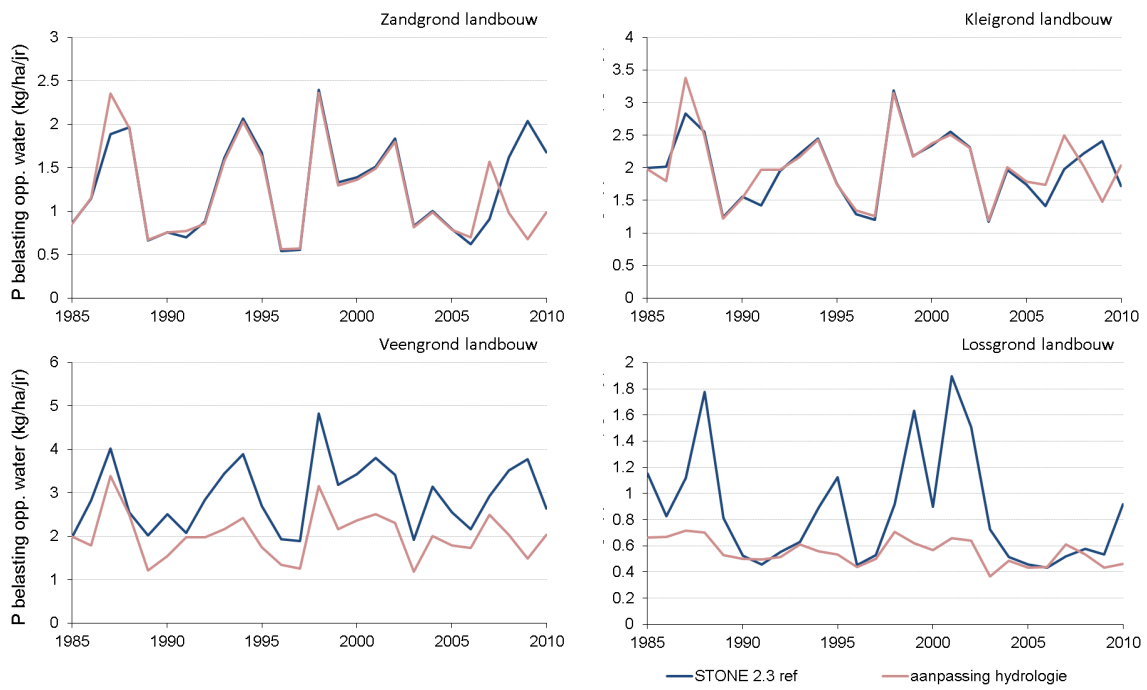 Zandgrond landbouw
P belasting opp. water (kg/ha/jr)
3
2.5
2
1.5
1
0.5
0
1985 1990 1995 2000 2005 2010
Kleigrond landbouw
4
3.5
3
2.5
2
1.5
1
0.5
0
1985 1990 1995 2000 2005 2010
Veengrond landbouw
P belasting opp. water (kg/ha/jr)
6
5
4
3
2
1
0
1985 1990 1995 2000 2005 2010
Lossgrond landbouw
2
1.8
1.6
1.4
1.2
1
0.8
0.6
0.4
0.2
0
1985 1990 1995 2000 2005 2010
STONE 2.3 ref
aanpassing hydrologie